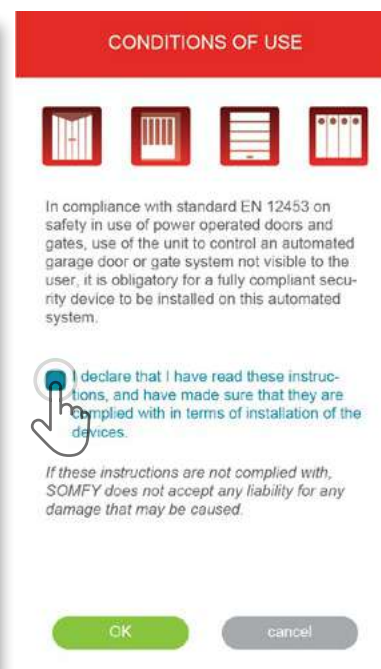 CONDITIONS OF USE
In compliance with standard EN 12453 on
safety in use of power operated doors and
gates, use of the unit to control an automated
garage door or gate system not visible to the
user, it is obligatory for a fully compliant secu-
rity device to be installed on this automated
system.
I declare that I have read these instruc-
tions, and have made sure that they are
complied with in terms of installation of the
devices.
If these instructions are not complied with,
SOMFY does not accept any liability for any
damage that may be caused.
OK
cancel